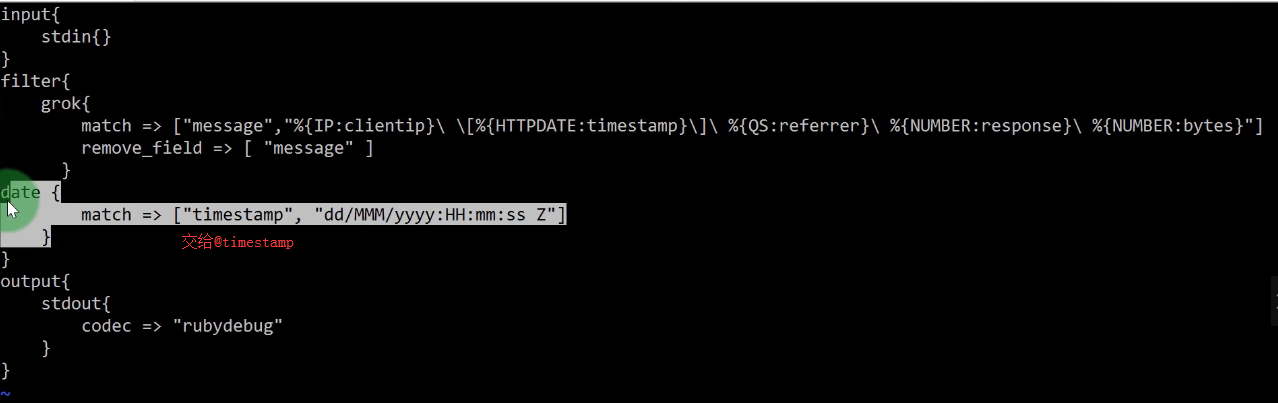 input{
    stdin{}
}
filter{
    grok{
        match => ["message","%{IP:clientip}\ \[%{HTTPDATE:timestamp}\]\ %{QS:referrer}\ %{NUMBER:response}\ %{NUMBER:bytes}"]
        remove_field => [ "message" ]
      }
date {
        match => ["timestamp", "dd/MMM/yyyy:HH:mm:ss Z"]
    }
交给@timestamp
}
output{
    stdout{
        codec => "rubydebug"
    }
}
~